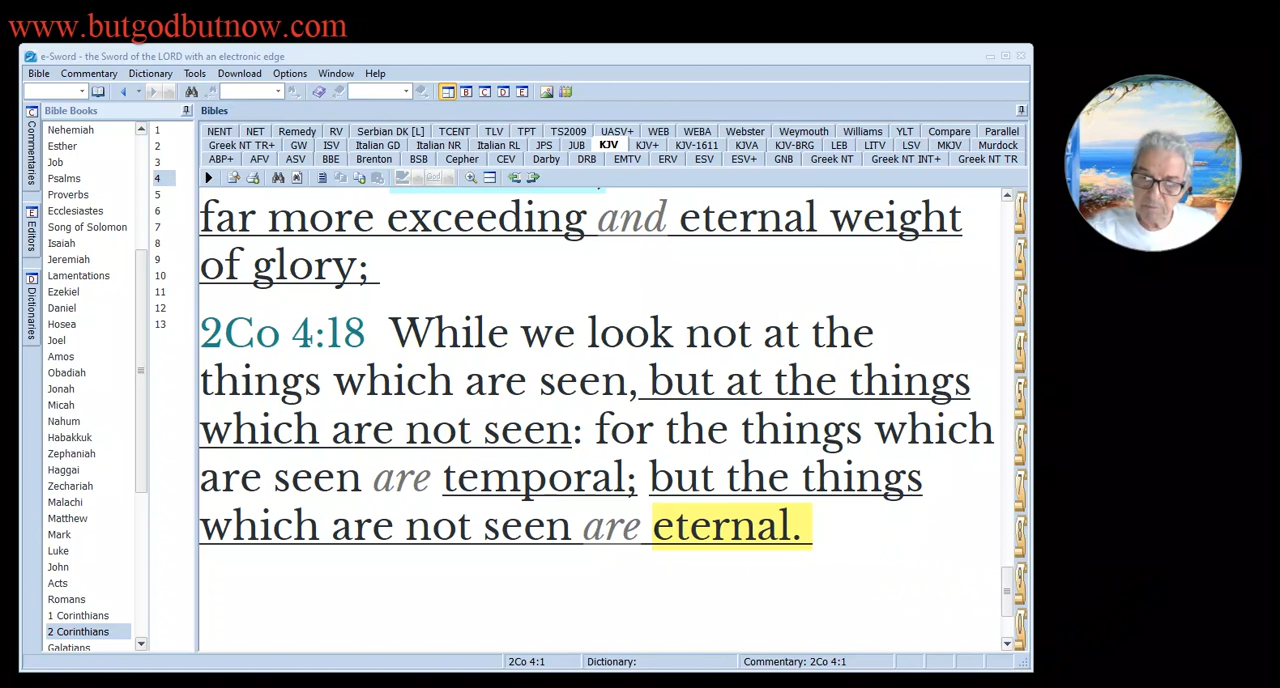 www.butgodbutnow.com
e-Sword - the Sword of the LORD with an electronic edge
Bible Commentary Dictionary Tools Download Options Window Help
Bible Books
Bibles
Commentaries
Editors
Dictionaries
Nehemiah
Esther
Job
Psalms
Proverbs
Ecclesiastes
Song of Solomon
Isaiah
Jeremiah
Lamentations
Ezekiel
Daniel
Hosea
Joel
Amos
Obadiah
Jonah
Micah
Nahum
Habakkuk
Zephaniah
Haggai
Zechariah
Malachi
Matthew
Mark
Luke
John
Acts
Romans
1 Corinthians
2 Corinthians
Galatians
1
2
3
4
5
6
7
8
9
10
11
12
13
NENT NET Remedy RV Serbian DK [L] TCENT TLV TPT TS2009 UASV+ WEB WEBA Webster Weymouth Williams YLT Compare Parallel
Greek NT TR+ GW ISV Italian GD Italian NR Italian RL JPS JUB KJV KJV+ KJV-1611 KJVA KJV-BRG LEB LITV LSV MKJV Murdock
ABP+ AFV ASV BBE Brenton BSB Cepher CEV Darby DRB EMTV ERV ESV ESV+ GNB Greek NT Greek NT INT+ Greek NT TR
far more exceeding and eternal weight
of glory;
2Co 4:18 While we look not at the
things which are seen, but at the things
which are not seen: for the things which
are seen are temporal; but the things
which are not seen are eternal.
2Co 4:1 Dictionary: Commentary: 2Co 4:1